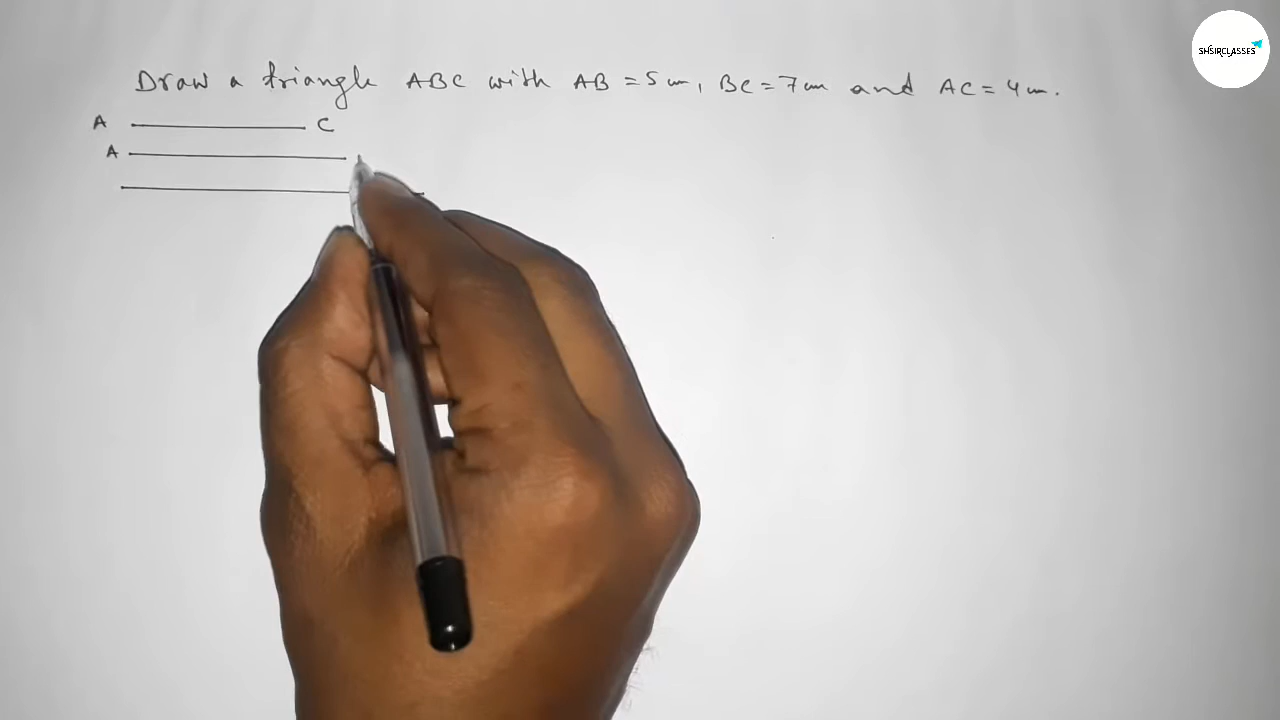 SHSIRCLASSES
Draw a triangle ABC with AB = 5 cm, BC = 7 cm and AC = 4 cm.
A C
A